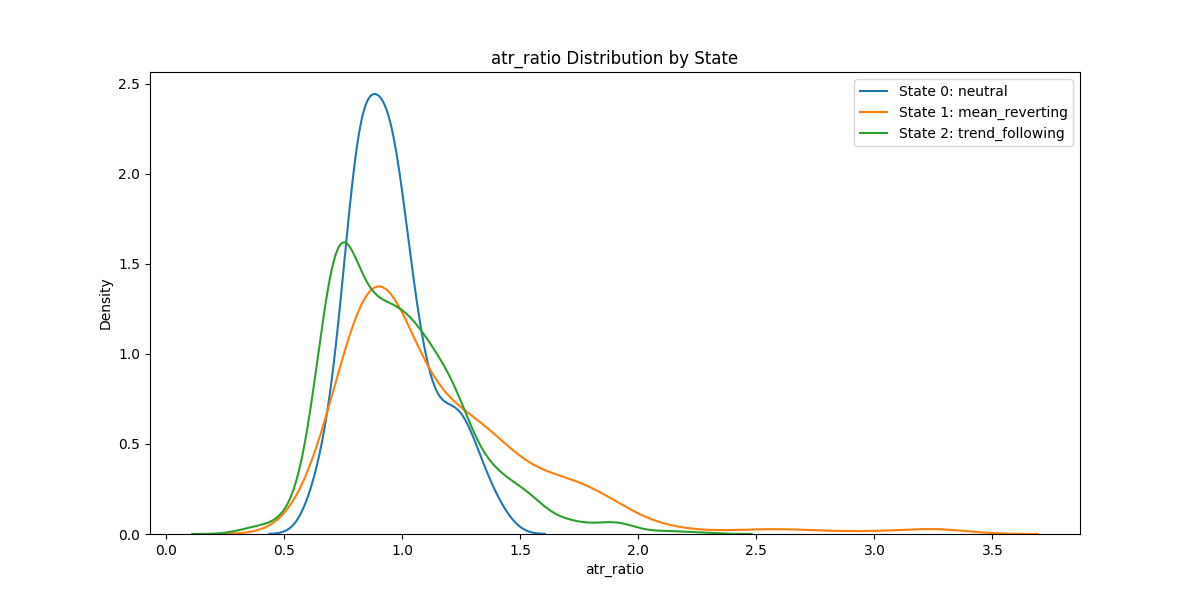 atr_ratio Distribution by State
State 0: neutral
State 1: mean_reverting
State 2: trend_following
Density
2.5
2.0
1.5
1.0
0.5
0.0
0.0 0.5 1.0 1.5 2.0 2.5 3.0 3.5
atr_ratio